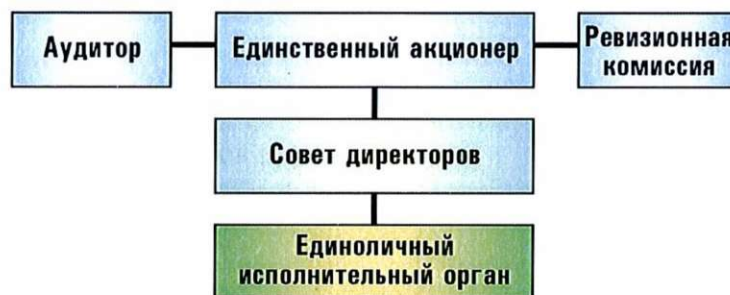 Аудитор
Единственный акционер
Ревизионная
комиссия
Совет директоров
Единоличный
исполнительный орган